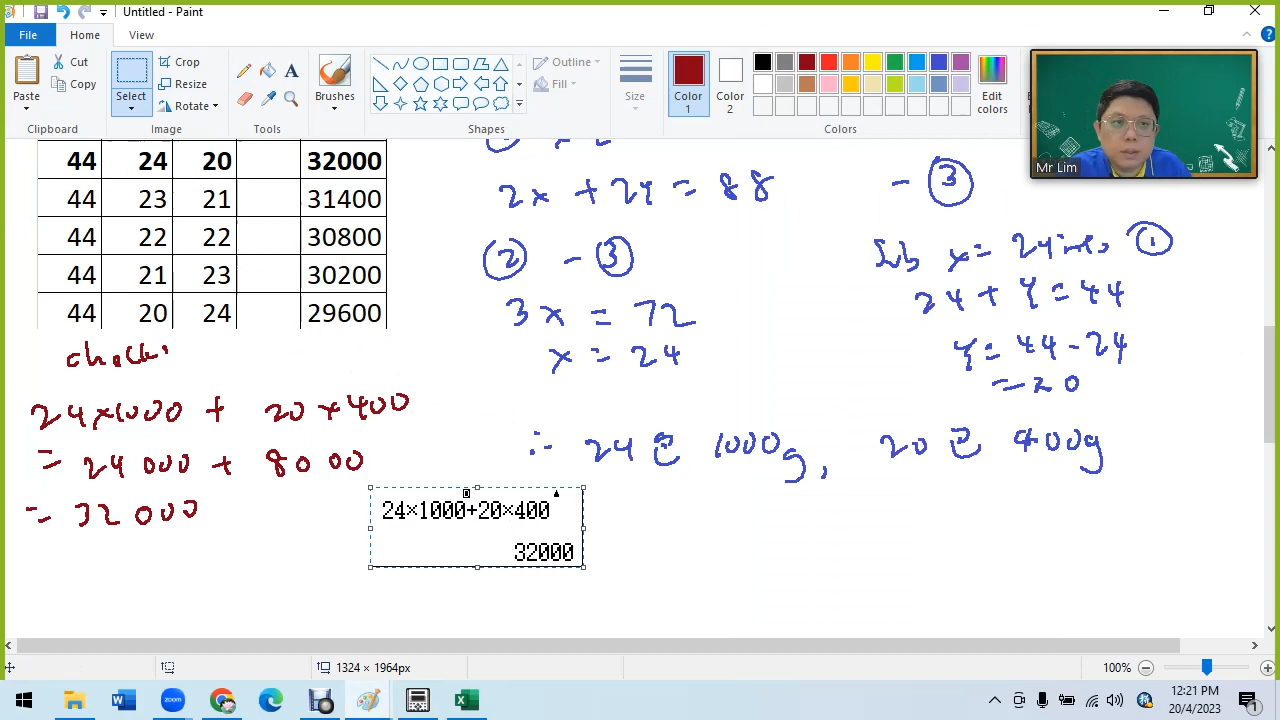 Untitled - Paint
File Home View
Paste Cut Copy Clipboard
Select Crop Resize Rotate Image
Tools
Brushes
Outline Fill Shapes
Size
Color 1 Color 2 Edit colors Colors
Mr Lim
44 24 20 32000
44 23 21 31400
44 22 22 30800
44 21 23 30200
44 20 24 29600
check:
24×1000 + 20×400
= 24000 + 8000
= 32000
2x + 2y = 88 - ③
② - ③
3x = 72
x = 24
Sub x = 24 into ①
24 + y = 44
y = 44 - 24
= 20
∴ 24 @ 1000g, 20 @ 400g
24×1000+20×400
32000
1324 × 1964px
100%
12:21 PM
20/4/2023